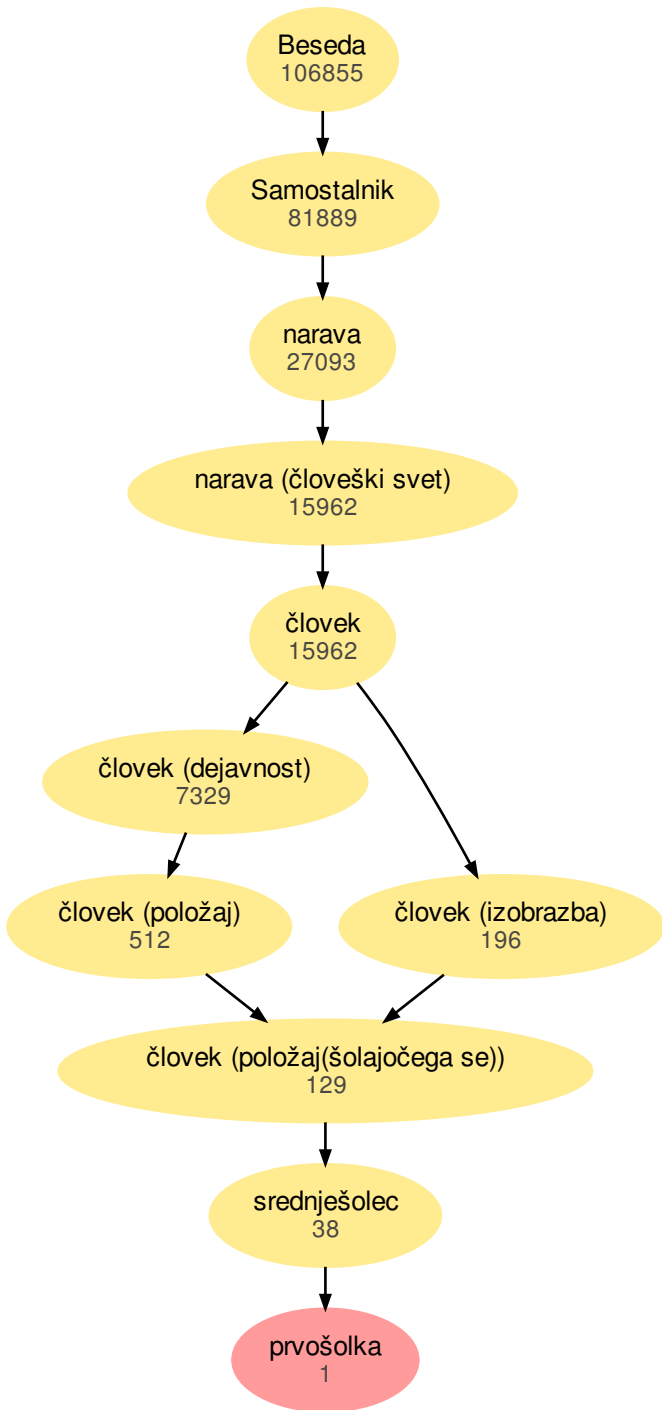 Beseda
106855
Samostalnik
81889
narava
27093
narava (človeški svet)
15962
človek
15962
človek (dejavnost)
7329
človek (položaj)
512
človek (izobrazba)
196
človek (položaj(šolajočega se))
129
srednješolec
38
prvošolka
1